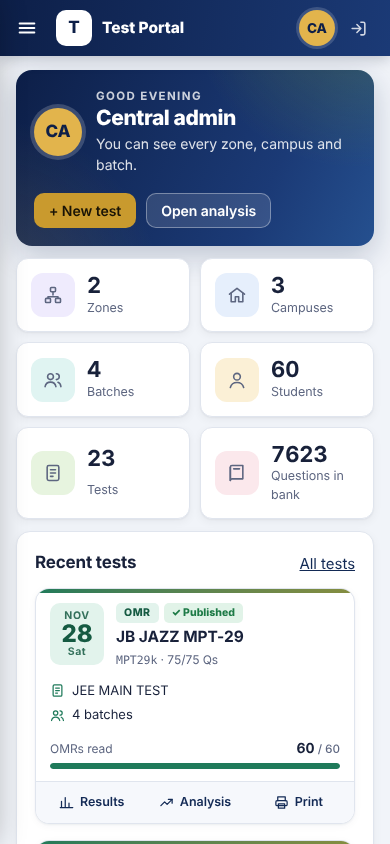 T Test Portal CA
CA
GOOD EVENING
Central admin
You can see every zone, campus and
batch.
+ New test Open analysis
2
Zones
3
Campuses
4
Batches
60
Students
23
Tests
7623
Questions in
bank
Recent tests All tests
NOV
28
Sat
OMR ✓ Published
JB JAZZ MPT-29
MPT29k · 75/75 Qs
JEE MAIN TEST
4 batches
OMRs read 60 / 60
Results Analysis Print